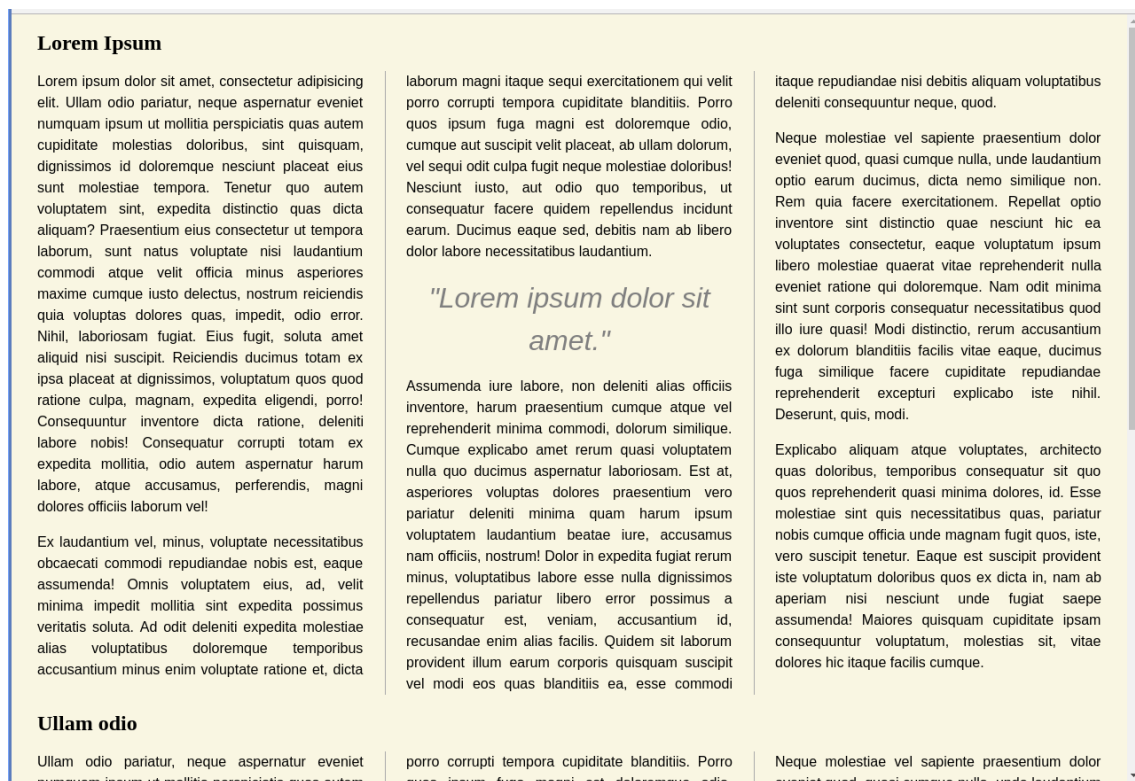 Lorem Ipsum
Lorem ipsum dolor sit amet, consectetur adipisicing
elit. Ullam odio pariatur, neque aspernatur eveniet
numquam ipsum ut mollitia perspiciatis quas autem
cupiditate molestias doloribus, sint quisquam,
dignissimos id doloremque nesciunt placeat eius
sunt molestiae tempora. Tenetur quo autem
voluptatem sint, expedita distinctio quas dicta
aliquam? Praesentium eius consectetur ut tempora
laborum, sunt natus voluptate nisi laudantium
commodi atque velit officia minus asperiores
maxime cumque iusto delectus, nostrum reiciendis
quia voluptas dolores quas, impedit, odio error.
Nihil, laboriosam fugiat. Eius fugit, soluta amet
aliquid nisi suscipit. Reiciendis ducimus totam ex
ipsa placeat at dignissimos, voluptatum quos quod
ratione culpa, magnam, expedita eligendi, porro!
Consequuntur inventore dicta ratione, deleniti
labore nobis! Consequatur corrupti totam ex
expedita mollitia, odio autem aspernatur harum
labore, atque accusamus, perferendis, magni
dolores officiis laborum vel!
Ex laudantium vel, minus, voluptate necessitatibus
obcaecati commodi repudiandae nobis est, eaque
assumenda! Omnis voluptatem eius, ad, velit
minima impedit mollitia sint expedita possimus
veritatis soluta. Ad odit deleniti expedita molestiae
alias voluptatibus doloremque temporibus
accusantium minus enim voluptate ratione et, dicta
laborum magni itaque sequi exercitationem qui velit
porro corrupti tempora cupiditate blanditiis. Porro
quos ipsum fuga magni est doloremque odio,
cumque aut suscipit velit placeat, ab ullam dolorum,
vel sequi odit culpa fugit neque molestiae doloribus!
Nesciunt iusto, aut odio quo temporibus, ut
consequatur facere quidem repellendus incidunt
earum. Ducimus eaque sed, debitis nam ab libero
dolor labore necessitatibus laudantium.
"Lorem ipsum dolor sit
amet."
Assumenda iure labore, non deleniti alias officiis
inventore, harum praesentium cumque atque vel
reprehenderit minima commodi, dolorum similique.
Cumque explicabo amet rerum quasi voluptatem
nulla quo ducimus aspernatur laboriosam. Est at,
asperiores voluptas dolores praesentium vero
pariatur deleniti minima quam harum ipsum
voluptatem laudantium beatae iure, accusamus
nam officiis, nostrum! Dolor in expedita fugiat rerum
minus, voluptatibus labore esse nulla dignissimos
repellendus pariatur libero error possimus a
consequatur est, veniam, accusantium id,
recusandae enim alias facilis. Quidem sit laborum
provident illum earum corporis quisquam suscipit
vel modi eos quas blanditiis ea, esse commodi
itaque repudiandae nisi debitis aliquam voluptatibus
deleniti consequuntur neque, quod.
Neque molestiae vel sapiente praesentium dolor
eveniet quod, quasi cumque nulla, unde laudantium
optio earum ducimus, dicta nemo similique non.
Rem quia facere exercitationem. Repellat optio
inventore sint distinctio quae nesciunt hic ea
voluptates consectetur, eaque voluptatum ipsum
libero molestiae quaerat vitae reprehenderit nulla
eveniet ratione qui doloremque. Nam odit minima
sint sunt corporis consequatur necessitatibus quod
illo iure quasi! Modi distinctio, rerum accusantium
ex dolorum blanditiis facilis vitae eaque, ducimus
fuga similique facere cupiditate repudiandae
reprehenderit excepturi explicabo iste nihil.
Deserunt, quis, modi.
Explicabo aliquam atque voluptates, architecto
quas doloribus, temporibus consequatur sit quo
quos reprehenderit quasi minima dolores, id. Esse
molestiae sint quis necessitatibus quas, pariatur
nobis cumque officia unde magnam fugit quos, iste,
vero suscipit tenetur. Eaque est suscipit provident
iste voluptatum doloribus quos ex dicta in, nam ab
aperiam nisi nesciunt unde fugiat saepe
assumenda! Maiores quisquam cupiditate ipsam
consequuntur voluptatum, molestias sit, vitae
dolores hic itaque facilis cumque.
Ullam odio
Ullam odio pariatur, neque aspernatur eveniet
numquam ipsum ut mollitia perspiciatis quas autem
porro corrupti tempora cupiditate blanditiis. Porro
quos ipsum fuga magni est doloremque odio,
Neque molestiae vel sapiente praesentium dolor
eveniet quod, quasi cumque nulla, unde laudantium